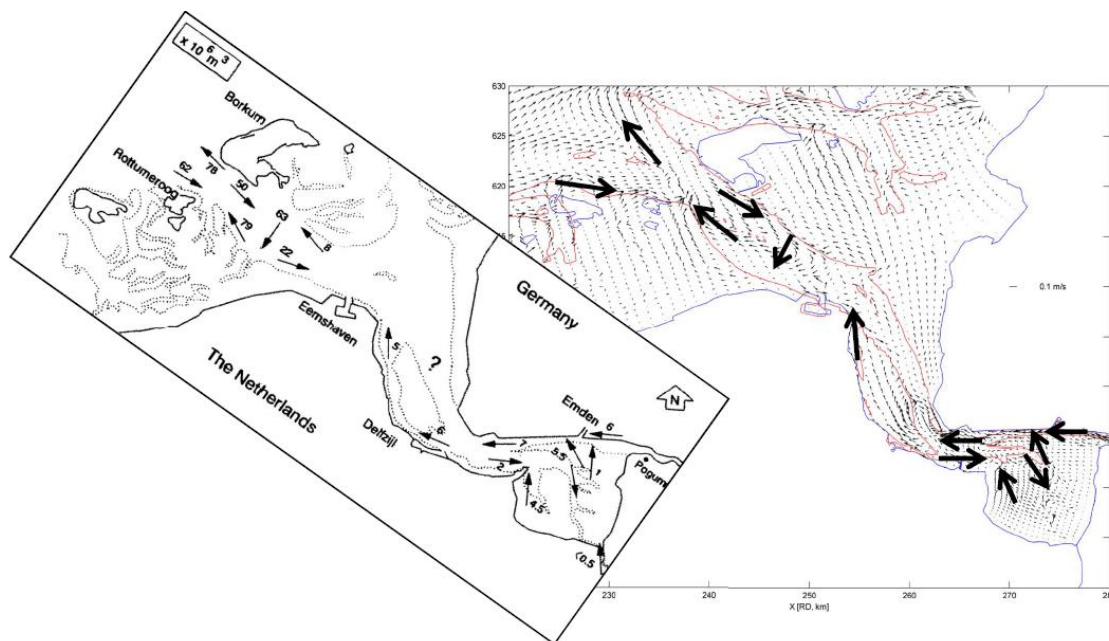 x 10⁶ m³
Borkum
Rottumeroog
62
78
50
79
63
8
22
Eemshaven
Germany
The Netherlands
5
?
N
Emden
6
Delfzijl
6
7
5.5
1
Pogum
2
4.5
<0.5
630
625
620
0.1 m/s
230
240
250
260
270
X [RD, km]